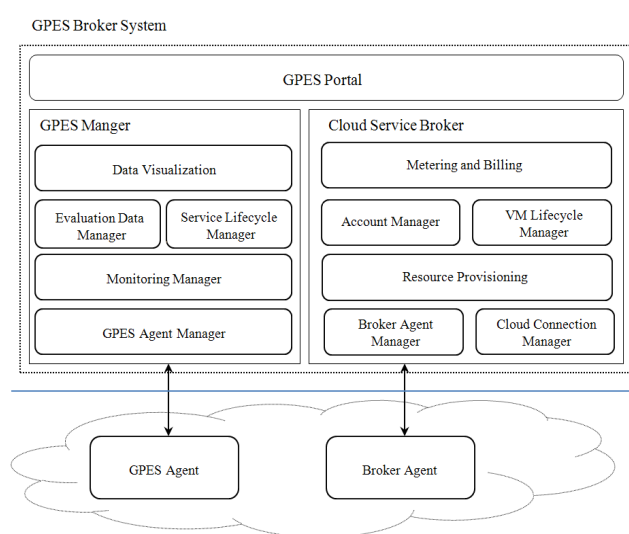 GPES Broker System
GPES Portal
GPES Manger
Data Visualization
Evaluation Data
Manager
Service Lifecycle
Manager
Monitoring Manager
GPES Agent Manager
Cloud Service Broker
Metering and Billing
Account Manager
VM Lifecycle
Manager
Resource Provisioning
Broker Agent
Manager
Cloud Connection
Manager
GPES Agent
Broker Agent